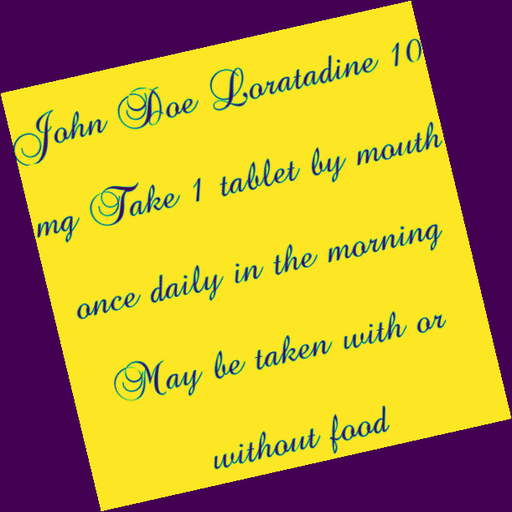 John Doe Loratadine 10
mg Take 1 tablet by mouth
once daily in the morning
May be taken with or
without food